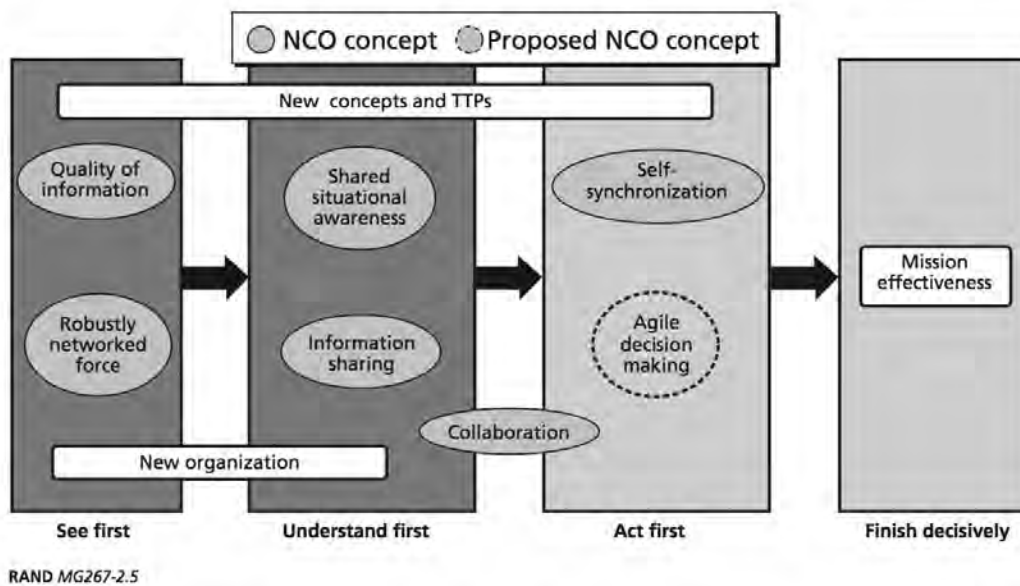 NCO concept
Proposed NCO concept
New concepts and TTPs
Quality of
information
Shared
situational
awareness
Self-
synchronization
Mission
effectiveness
Robustly
networked
force
Information
sharing
Agile
decision
making
Collaboration
New organization
See first
Understand first
Act first
Finish decisively
RAND MG267-2.5